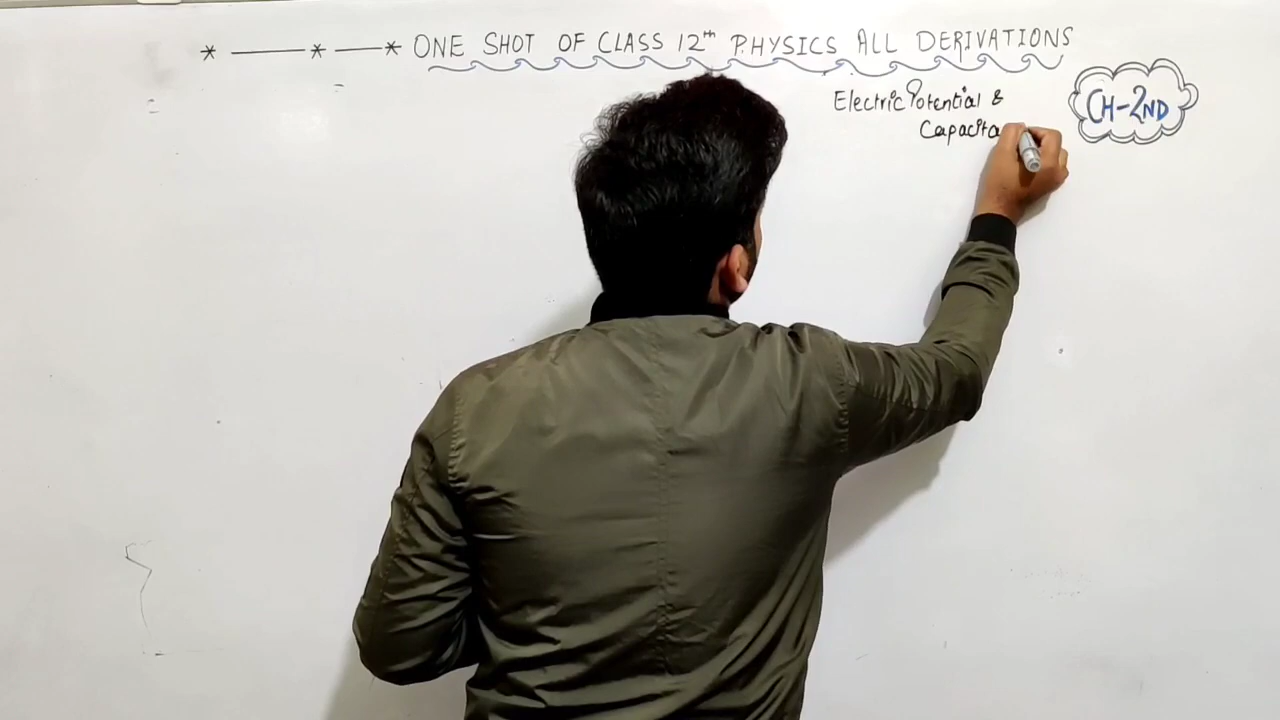 * —— * —— * ONE SHOT OF CLASS 12th PHYSICS ALL DERIVATIONS
Electric Potential &
Capacita
CH-2ND